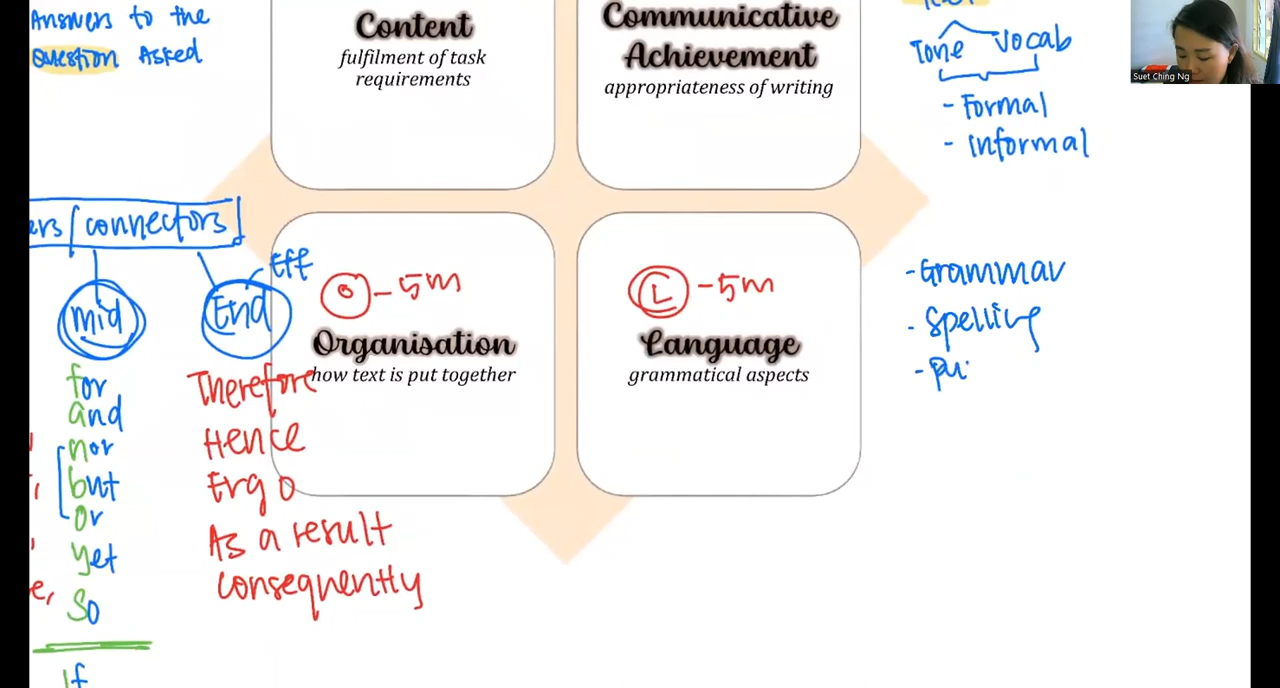 Answers to the
Question Asked
Content
fulfilment of task
requirements
Communicative
Achievement
appropriateness of writing
Tone Vocab
- Formal
- Informal
Suet Ching Ng
ers / connectors
Mid
End
Eff
for
and
nor
but
or
yet
So
If
Therefore
Hence
Ergo
As a result
consequently
O - 5m
Organisation
how text is put together
L - 5m
Language
grammatical aspects
- Grammar
- Spelling
- pu